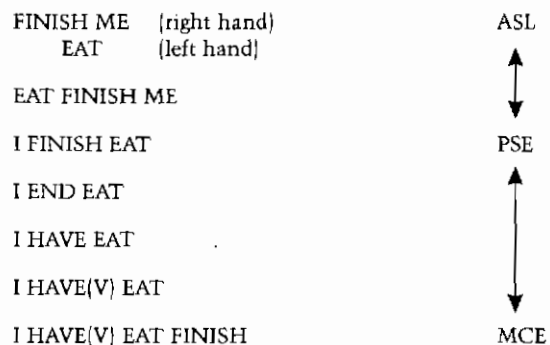 FINISH ME (right hand) ASL
EAT (left hand)
EAT FINISH ME
I FINISH EAT PSE
I END EAT
I HAVE EAT
I HAVE(V) EAT
I HAVE(V) EAT FINISH MCE